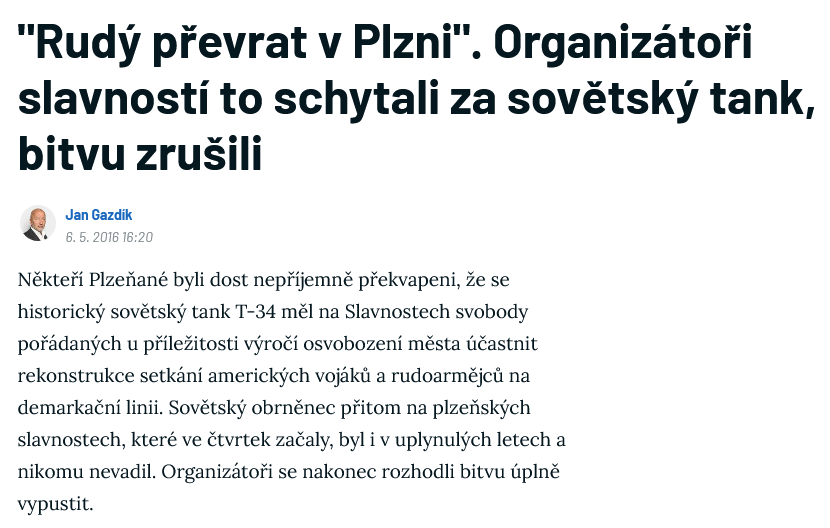 "Rudý převrat v Plzni". Organizátoři
slavností to schytali za sovětský tank,
bitvu zrušili
Jan Gazdík
6. 5. 2016 16:20
Někteří Plzeňané byli dost nepříjemně překvapeni, že se
historický sovětský tank T-34 měl na Slavnostech svobody
pořádaných u příležitosti výročí osvobození města účastnit
rekonstrukce setkání amerických vojáků a rudoarmějců na
demarkační linii. Sovětský obrněnec přitom na plzeňských
slavnostech, které ve čtvrtek začaly, byl i v uplynulých letech a
nikomu nevadil. Organizátoři se nakonec rozhodli bitvu úplně
vypustit.